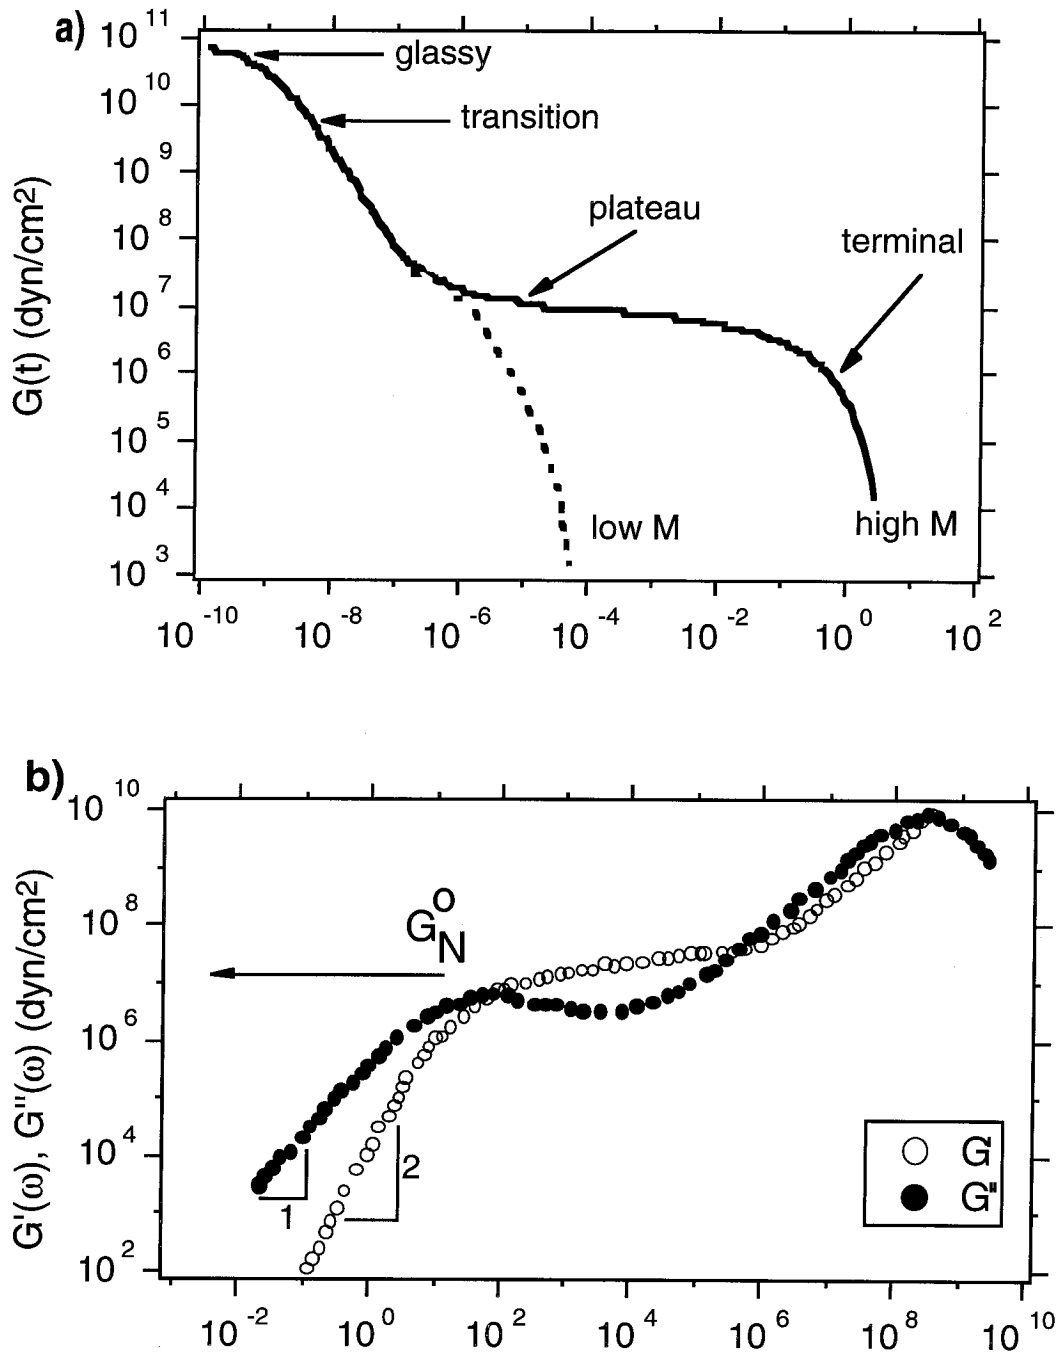 a)
10^11
glassy
10^10
transition
10^9
plateau
10^8
terminal
10^7
10^6
10^5
10^4
low M
high M
10^3
G(t) (dyn/cm2)
10^-10 10^-8 10^-6 10^-4 10^-2 10^0 10^2
b)
10^10
G_N^O
10^8
10^6
10^4
2
1
G
G"
10^2
G'(ω), G"(ω) (dyn/cm2)
10^-2 10^0 10^2 10^4 10^6 10^8 10^10